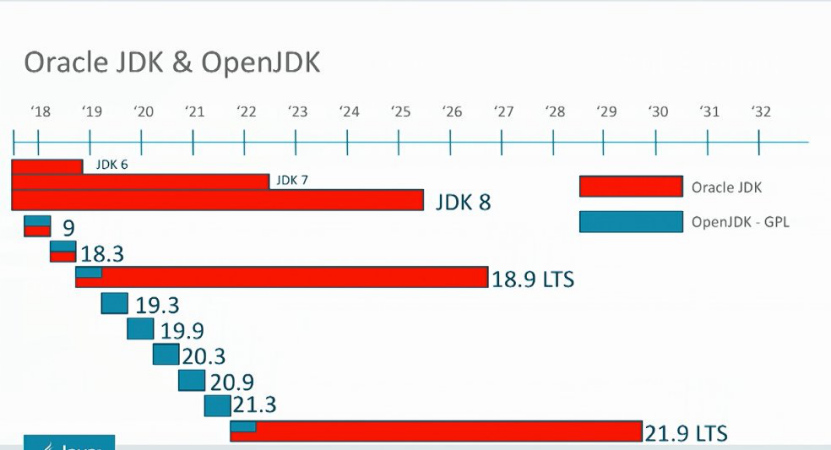 Oracle JDK & OpenJDK
'18 '19 '20 '21 '22 '23 '24 '25 '26 '27 '28 '29 '30 '31 '32
JDK 6
JDK 7
JDK 8
Oracle JDK
OpenJDK - GPL
9
18.3
18.9 LTS
19.3
19.9
20.3
20.9
21.3
21.9 LTS